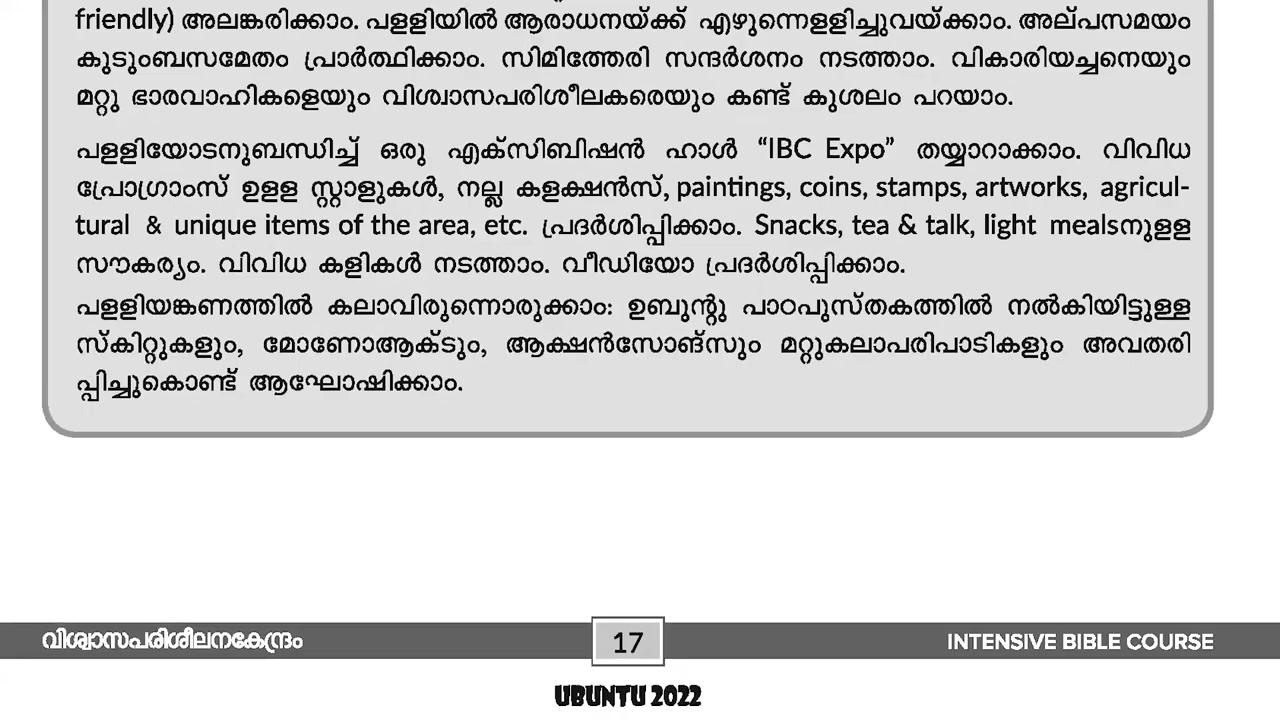 friendly) അലങ്കരിക്കാം. പള്ളിയിൽ ആരാധനയ്ക്ക് എഴുന്നെള്ളിച്ചുവയ്ക്കാം. അല്പസമയം
കുടുംബസമേതം പ്രാർത്ഥിക്കാം. സിമിത്തേരി സന്ദർശനം നടത്താം. വികാരിയച്ചനെയും
മറ്റു ഭാരവാഹികളെയും വിശ്വാസപരിശീലകരെയും കണ്ട് കുശലം പറയാം.
പള്ളിയോടനുബന്ധിച്ച് ഒരു എക്സിബിഷൻ ഹാൾ “IBC Expo” തയ്യാറാക്കാം. വിവിധ
പ്രോഗ്രാംസ് ഉള്ള സ്റ്റാളുകൾ, നല്ല കളക്ഷൻസ്, paintings, coins, stamps, artworks, agricul-
tural & unique items of the area, etc. പ്രദർശിപ്പിക്കാം. Snacks, tea & talk, light mealsനുള്ള
സൗകര്യം. വിവിധ കളികൾ നടത്താം. വീഡിയോ പ്രദർശിപ്പിക്കാം.
പള്ളിയങ്കണത്തിൽ കലാവിരുന്നൊരുക്കാം: ഉബുന്റു പാഠപുസ്തകത്തിൽ നൽകിയിട്ടുള്ള
സ്കിറ്റുകളും, മോണോആക്ടും, ആക്ഷൻസോങ്സും മറ്റുകലാപരിപാടികളും അവതരി
പ്പിച്ചുകൊണ്ട് ആഘോഷിക്കാം.
വിശ്വാസപരിശീലനകേന്ദ്രം
17
INTENSIVE BIBLE COURSE
UBUNTU 2022